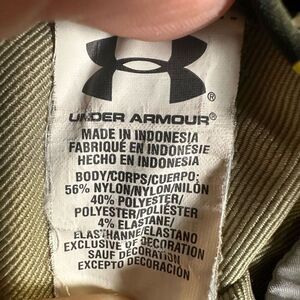 ®
UNDER ARMOUR®
MADE IN INDONESIA
FABRIQUÉ EN INDONÉSIE
HECHO EN INDONESIA
BODY/CORPS/CUERPO:
56% NYLON/NYLON/NILÓN
40% POLYESTER/
POLYESTER/POLIÉSTER
4% ELASTANE/
ELASTHANNE/ELASTANO
EXCLUSIVE OF DECORATION
SAUF DÉCORATION
EXCEPTO DECORACIÓN